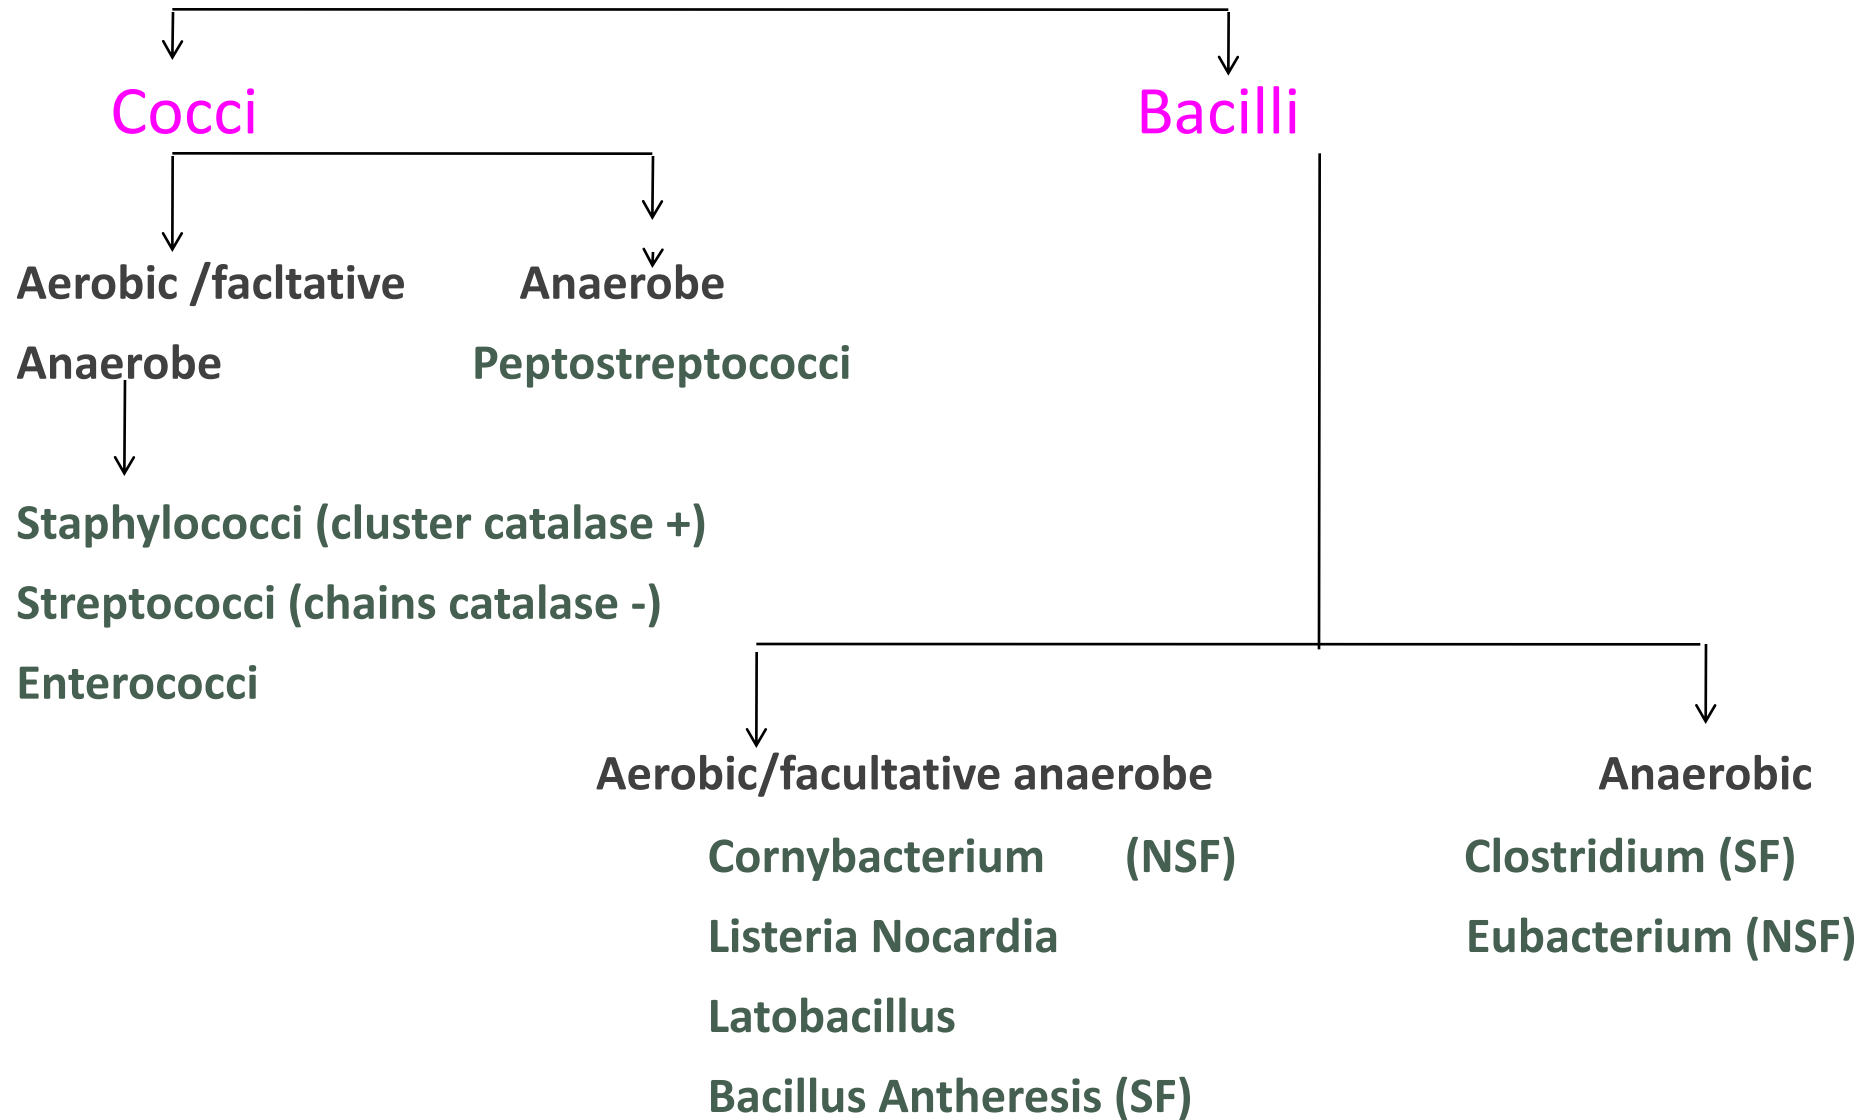 Cocci
Bacilli
Aerobic /facltative
Anaerobe
Anaerobe
Peptostreptococci
Staphylococci (cluster catalase +)
Streptococci (chains catalase -)
Enterococci
Aerobic/facultative anaerobe
Cornybacterium (NSF)
Listeria Nocardia
Latobacillus
Bacillus Antheresis (SF)
Anaerobic
Clostridium (SF)
Eubacterium (NSF)